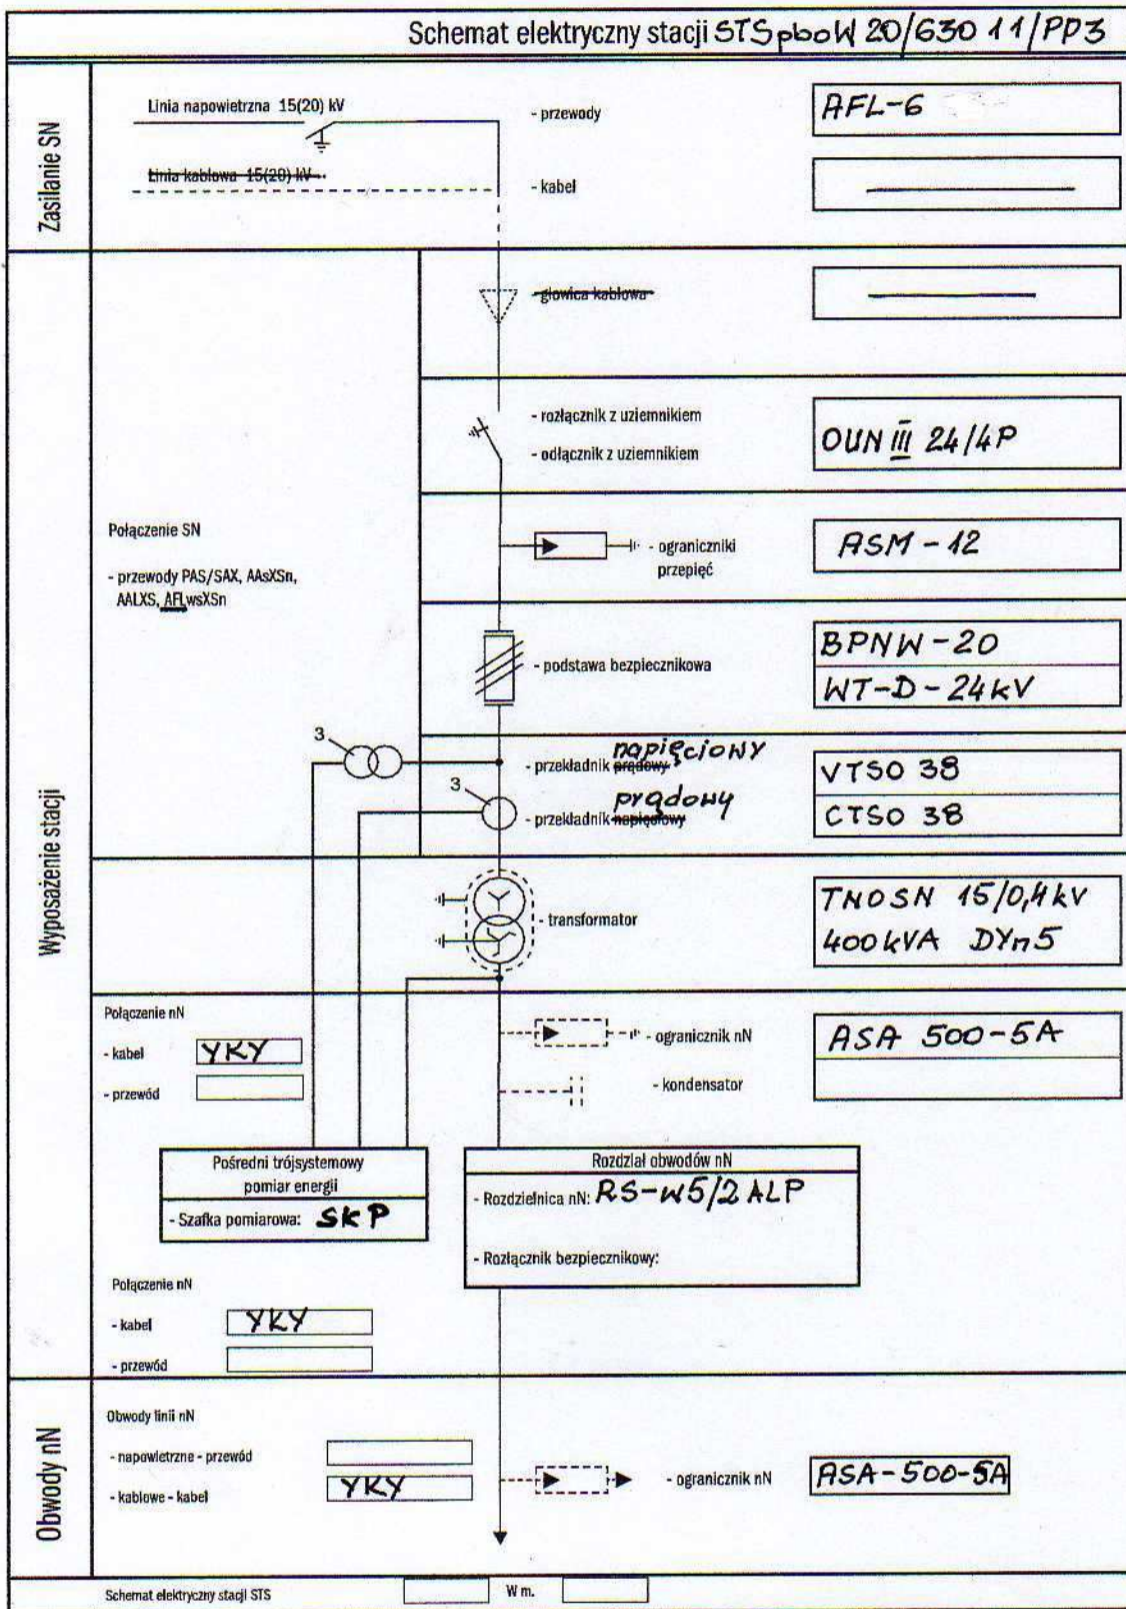 Schemat elektryczny stacji STSpboW 20/630 11/PP3
Zasilanie SN
Linia napowietrzna 15(20) kV
- przewody
AFL-6
Linia kablowa 15(20) kV
- kabel
Wyposażenie stacji
- głowica kablowa
- rozłącznik z uziemnikiem
- odłącznik z uziemnikiem
OUN III 24/4P
Połączenie SN
- przewody PAS/SAX, AAsXSn,
AALXS, AFLwsXSn
- ograniczniki
przepięć
ASM - 12
- podstawa bezpiecznikowa
BPNW - 20
WT-D - 24kV
3
- przekładnik prądowy napięciowy
VTSO 38
3
- przekładnik napięciowy prądowy
CTSO 38
- transformator
TNOSN 15/0,4kV
400kVA DYn5
Połączenie nN
- kabel YKY
- przewód
- ogranicznik nN
ASA 500-5A
- kondensator
Pośredni trójsystemowy
pomiar energii
- Szafka pomiarowa: SKP
Rozdział obwodów nN
- Rozdzielnica nN: RS-W5/2 ALP
- Rozłącznik bezpiecznikowy:
Połączenie nN
- kabel YKY
- przewód
Obwody nN
Obwody linii nN
- napowietrzne - przewód
- kablowe - kabel YKY
- ogranicznik nN
ASA-500-5A
Schemat elektryczny stacji STS W m.